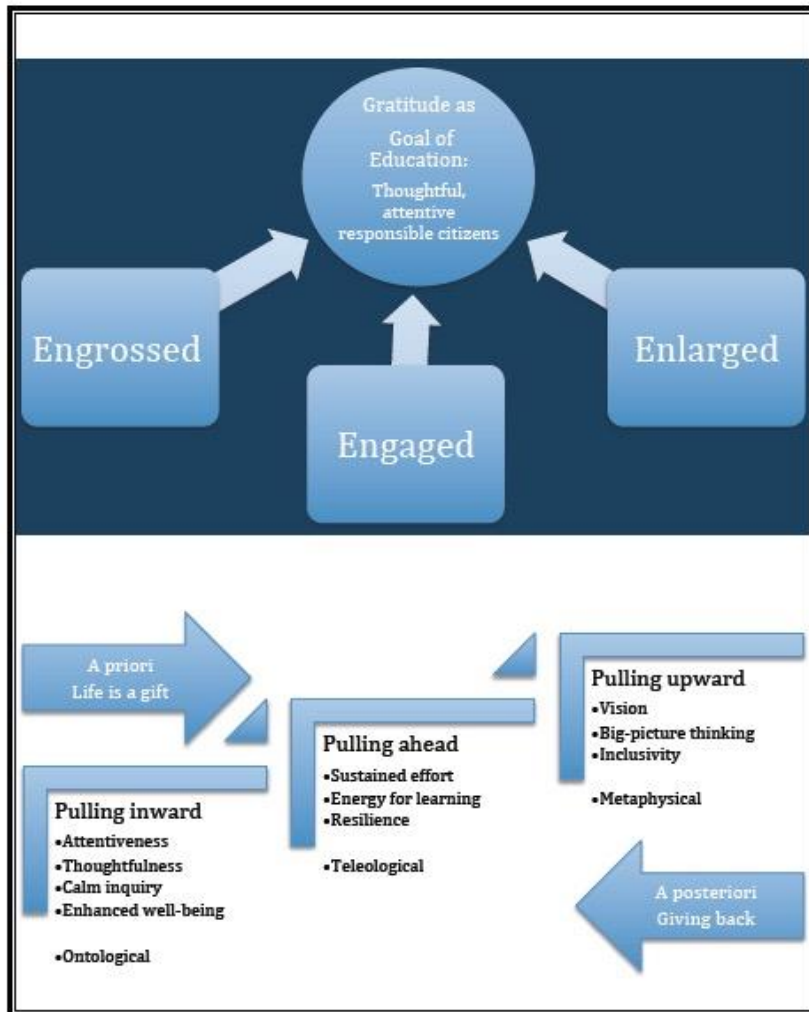 Gratitude as
Goal of
Education:
Thoughtful,
attentive
responsible citizens
Engrossed
Engaged
Enlarged
A priori
Life is a gift
Pulling inward
•Attentiveness
•Thoughtfulness
•Calm inquiry
•Enhanced well-being
•Ontological
Pulling ahead
•Sustained effort
•Energy for learning
•Resilience
•Teleological
Pulling upward
•Vision
•Big-picture thinking
•Inclusivity
•Metaphysical
A posteriori
Giving back